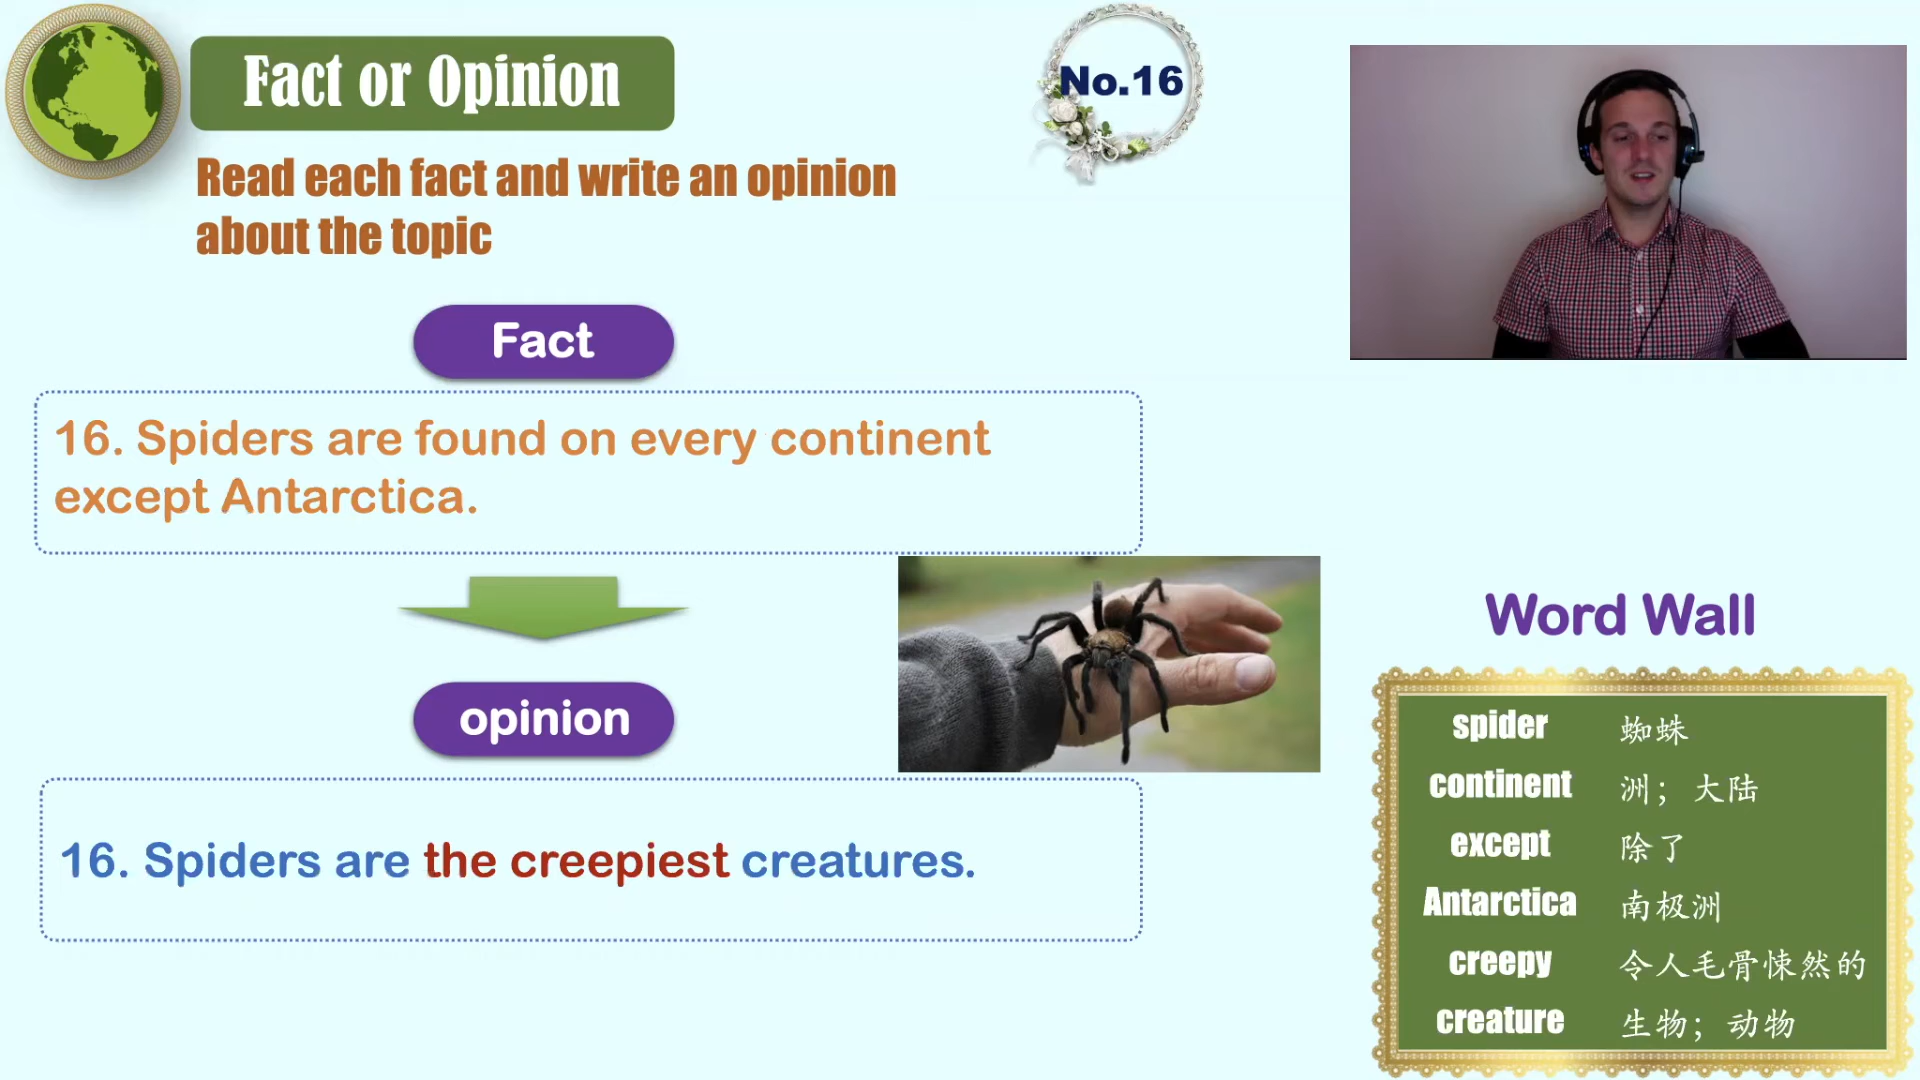 Fact or Opinion
No.16
Read each fact and write an opinion
about the topic
Fact
16. Spiders are found on every continent
except Antarctica.
opinion
16. Spiders are the creepiest creatures.
Word Wall
spider 蜘蛛
continent 洲；大陆
except 除了
Antarctica 南极洲
creepy 令人毛骨悚然的
creature 生物；动物